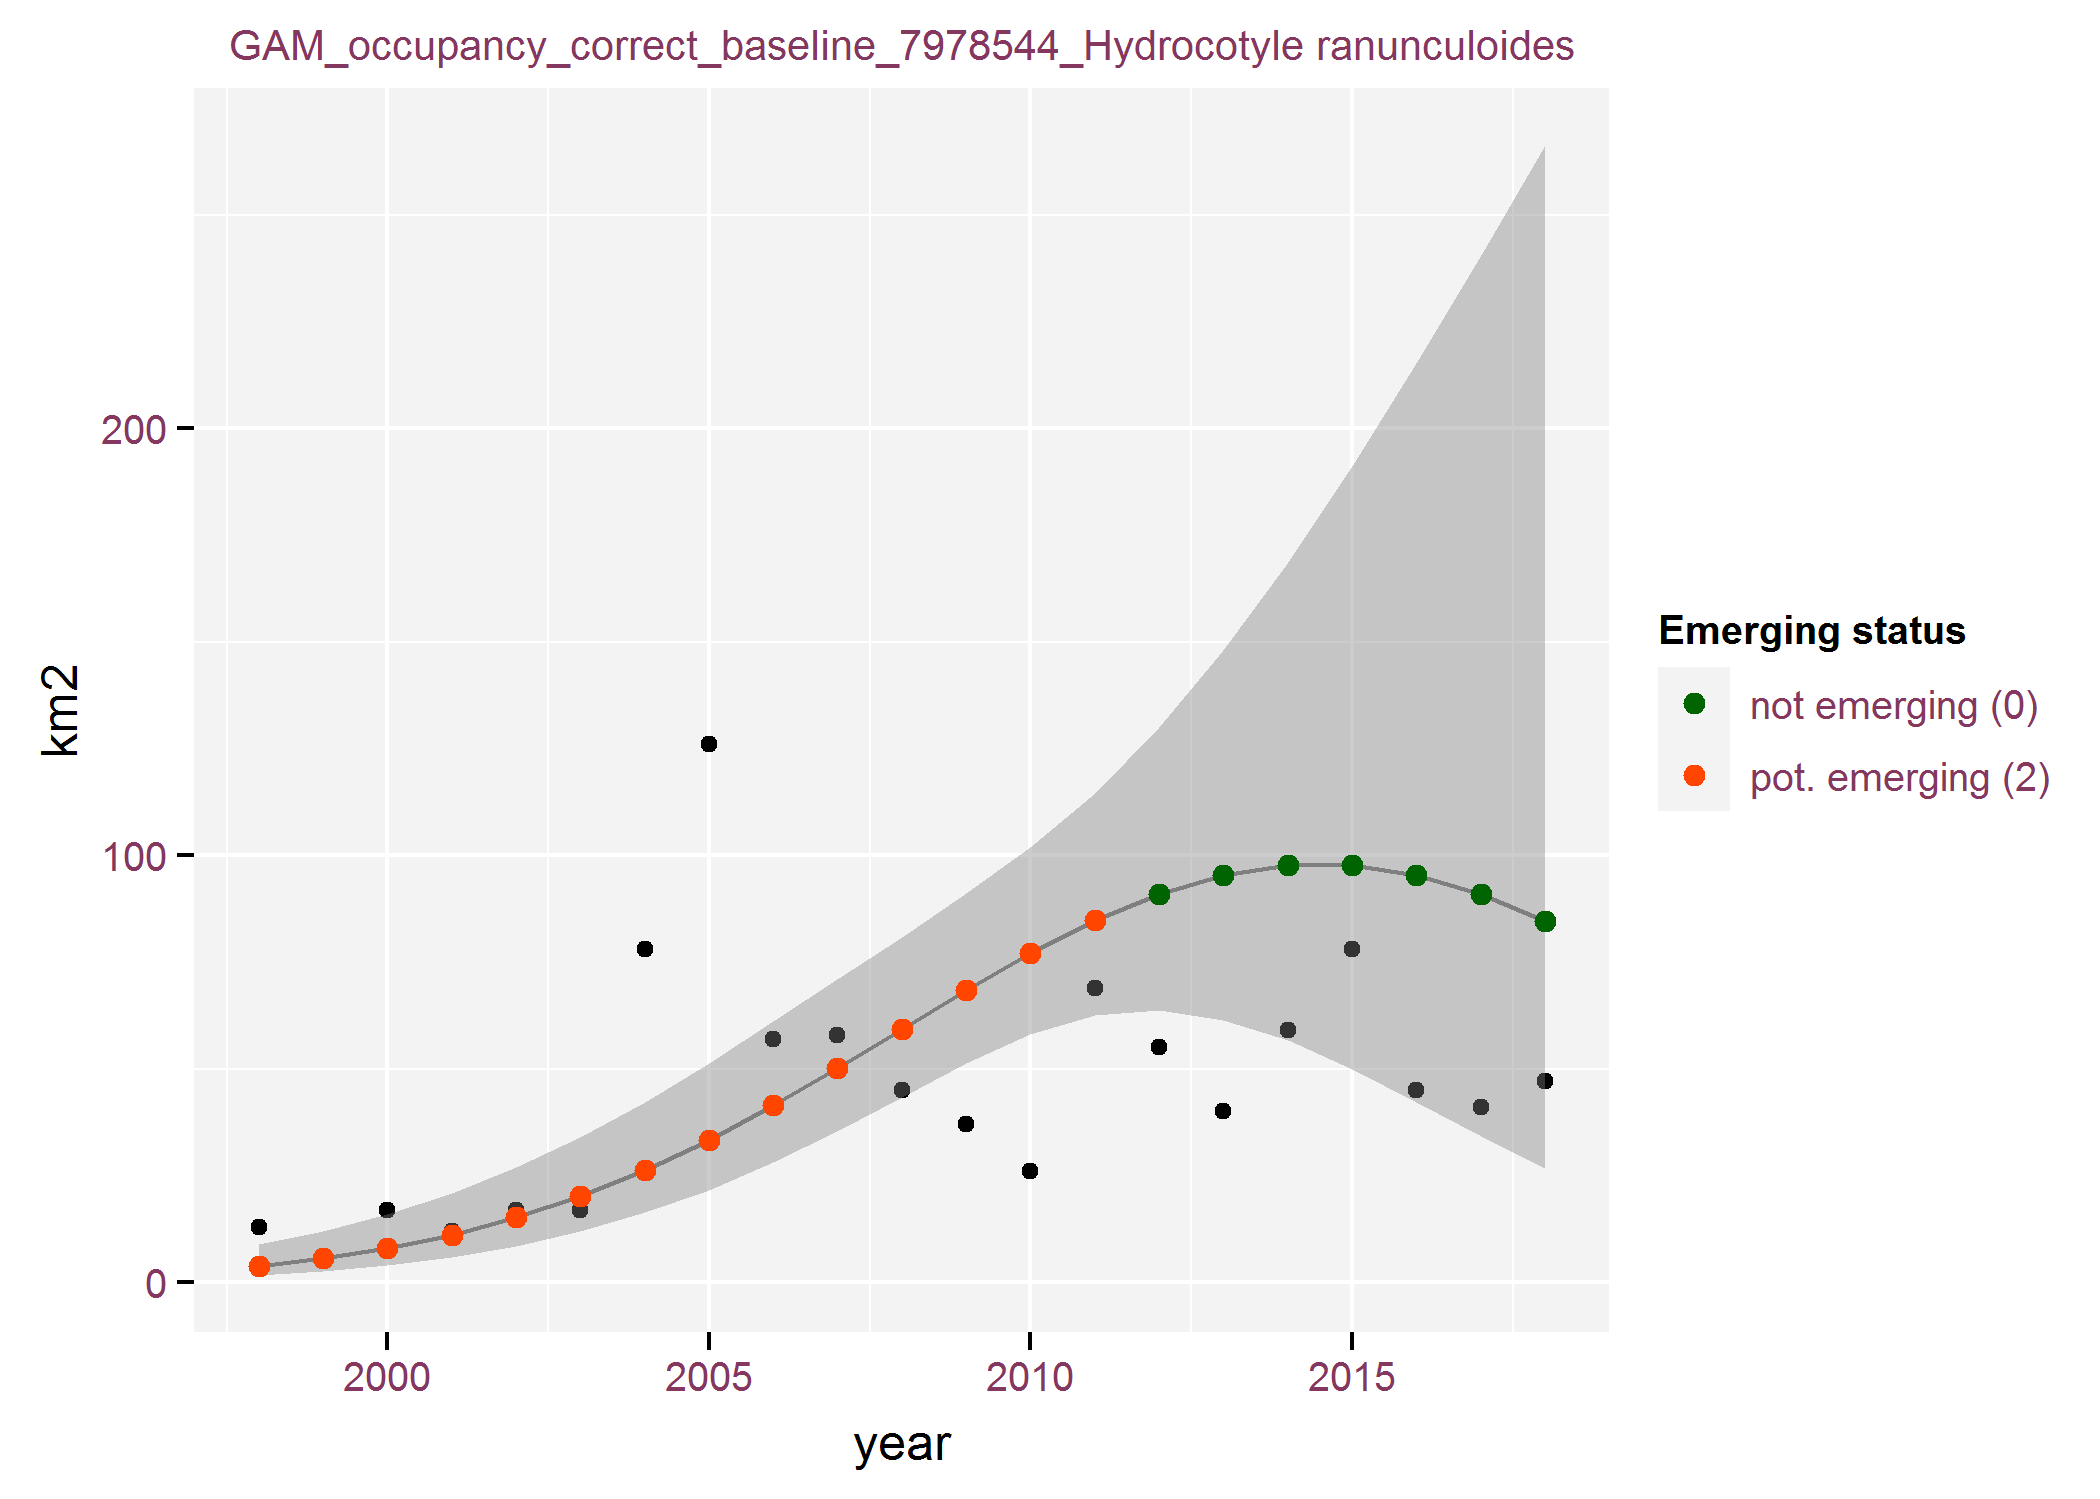 GAM_occupancy_correct_baseline_7978544_Hydrocotyle ranunculoides
km2
200
100
0
2000 2005 2010 2015
year
Emerging status
not emerging (0)
pot. emerging (2)